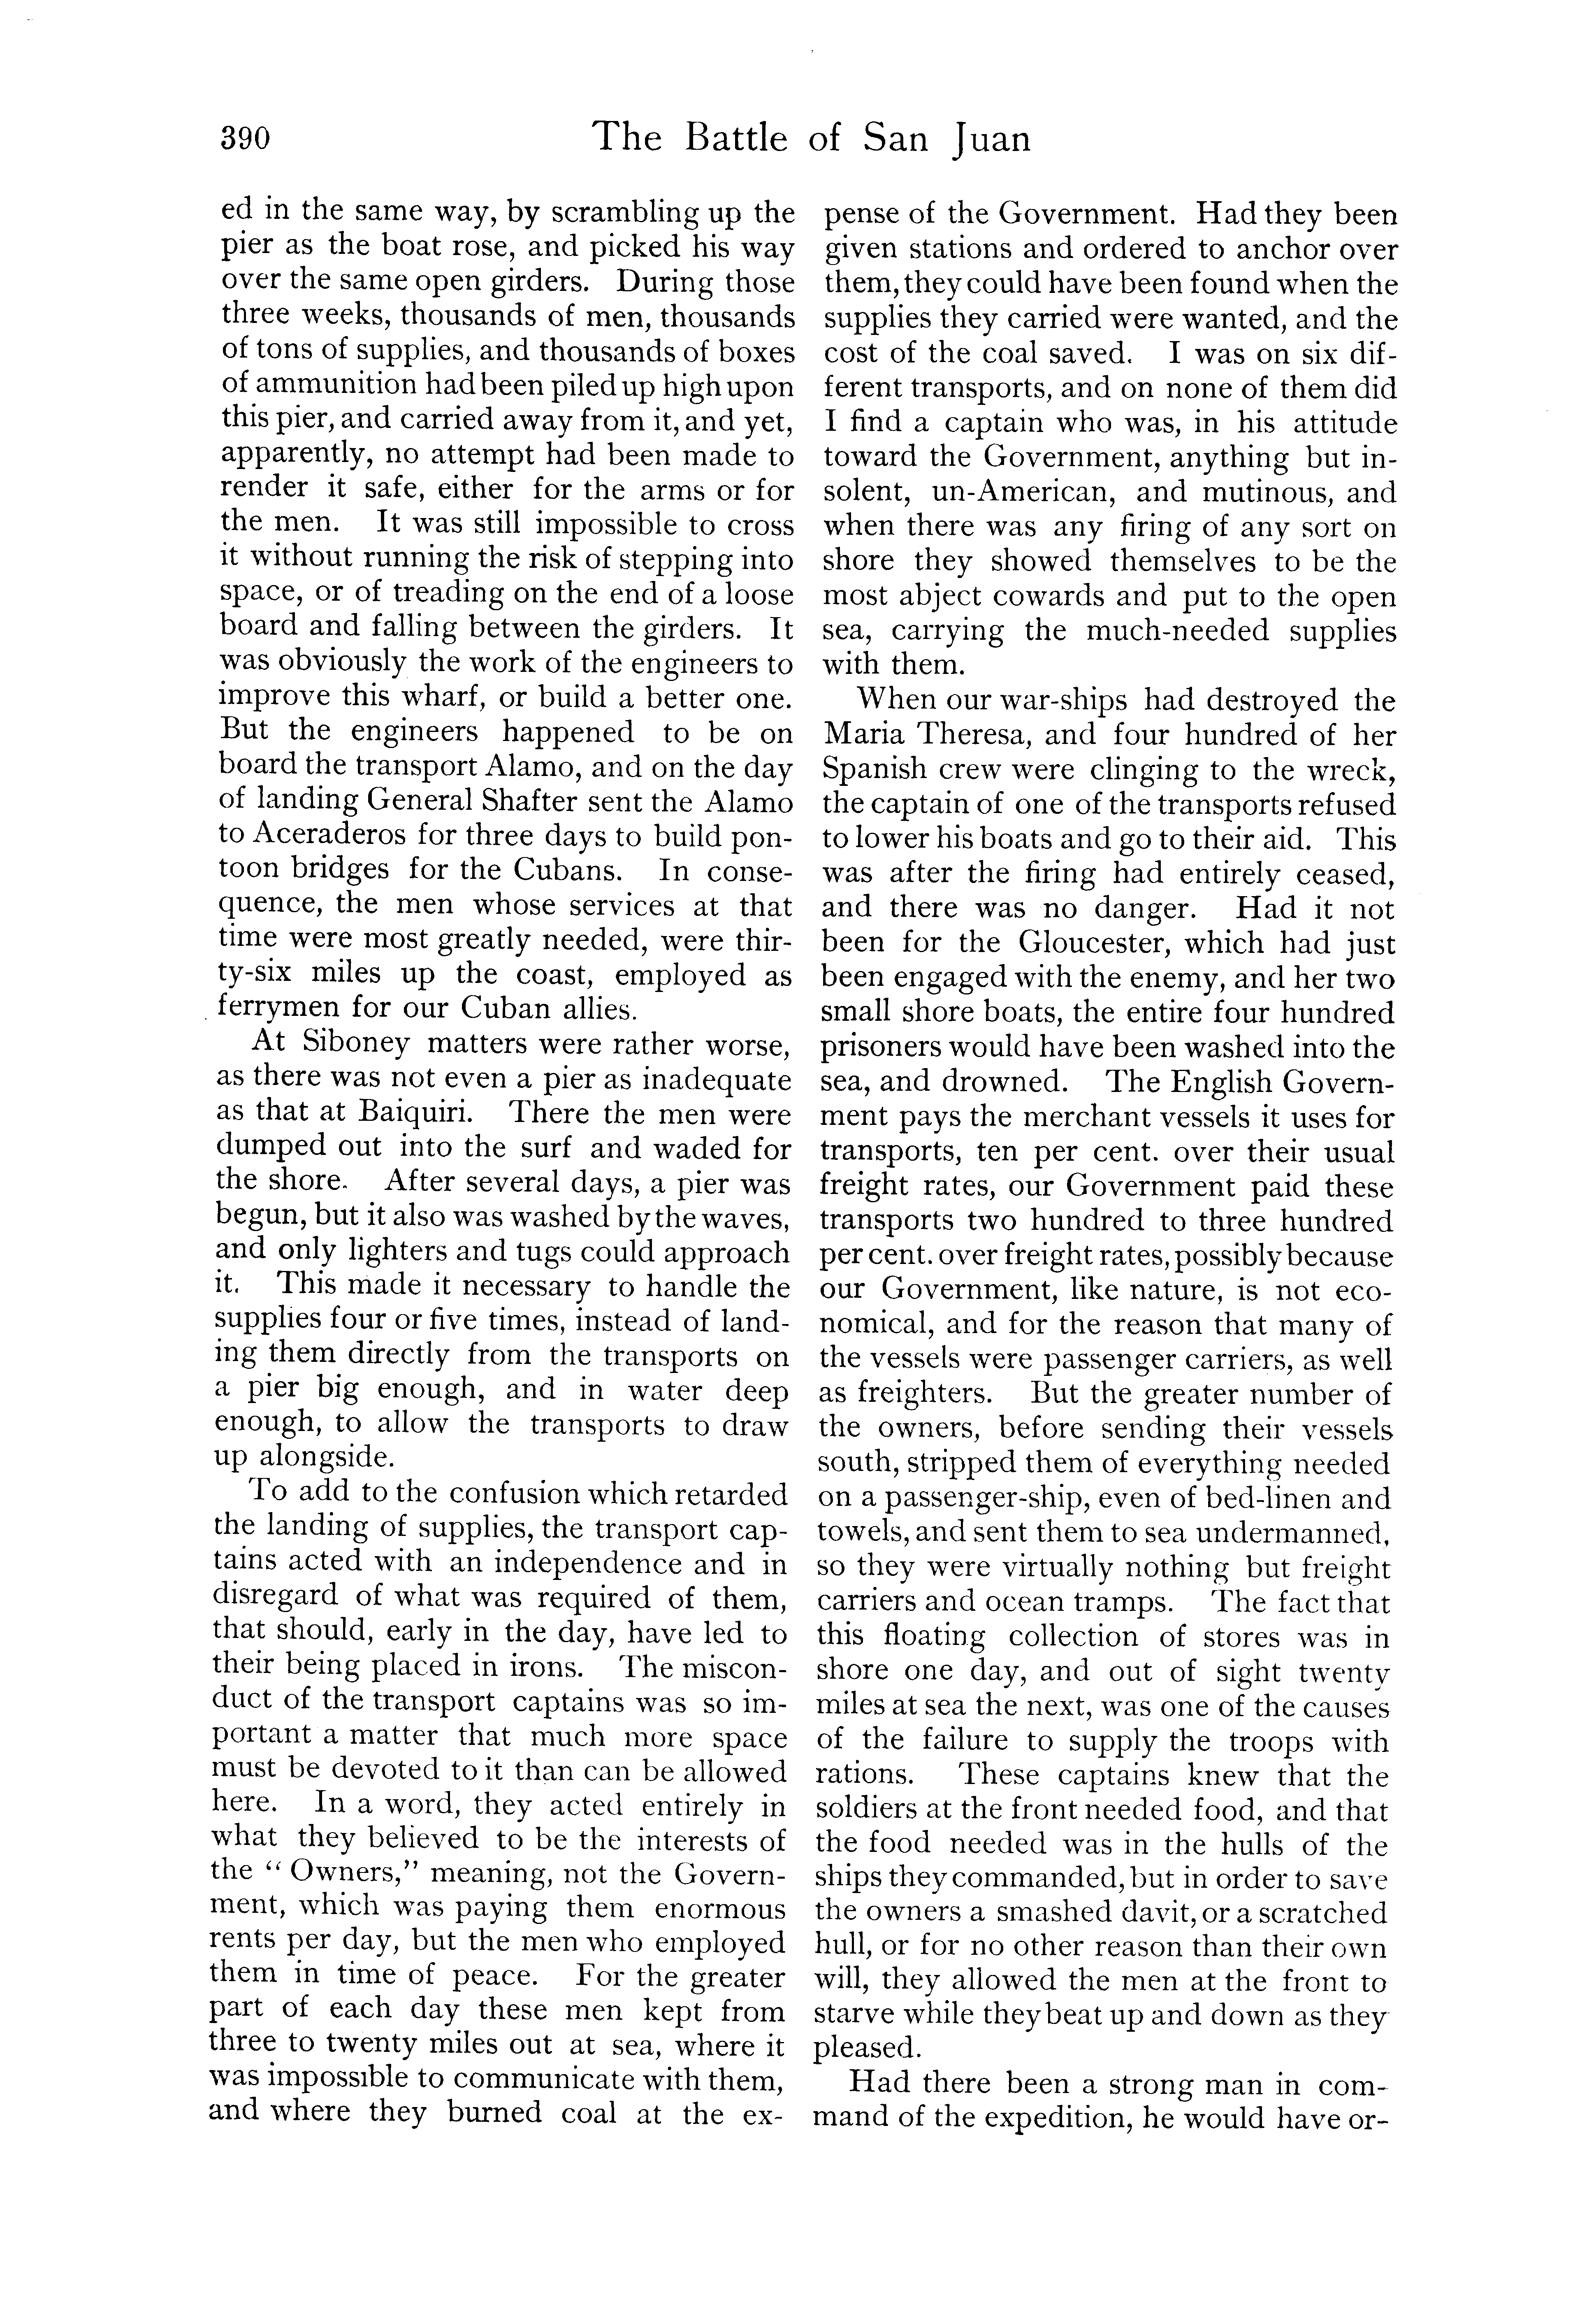 390
The Battle of San Juan
ed in the same way, by scrambling up the
pier as the boat rose, and picked his way
over the same open girders. During those
three weeks, thousands of men, thousands
of tons of supplies, and thousands of boxes
of ammunition had been piled up high upon
this pier, and carried away from it, and yet,
apparently, no attempt had been made to
render it safe, either for the arms or for
the men. It was still impossible to cross
it without running the risk of stepping into
space, or of treading on the end of a loose
board and falling between the girders. It
was obviously the work of the engineers to
improve this wharf, or build a better one.
But the engineers happened to be on
board the transport Alamo, and on the day
of landing General Shafter sent the Alamo
to Aceraderos for three days to build pon-
toon bridges for the Cubans. In conse-
quence, the men whose services at that
time were most greatly needed, were thir-
ty-six miles up the coast, employed as
ferrymen for our Cuban allies.
At Siboney matters were rather worse,
as there was not even a pier as inadequate
as that at Baiquiri. There the men were
dumped out into the surf and waded for
the shore. After several days, a pier was
begun, but it also was washed by the waves,
and only lighters and tugs could approach
it. This made it necessary to handle the
supplies four or five times, instead of land-
ing them directly from the transports on
a pier big enough, and in water deep
enough, to allow the transports to draw
up alongside.
To add to the confusion which retarded
the landing of supplies, the transport cap-
tains acted with an independence and in
disregard of what was required of them,
that should, early in the day, have led to
their being placed in irons. The miscon-
duct of the transport captains was so im-
portant a matter that much more space
must be devoted to it than can be allowed
here. In a word, they acted entirely in
what they believed to be the interests of
the “ Owners,” meaning, not the Govern-
ment, which was paying them enormous
rents per day, but the men who employed
them in time of peace. For the greater
part of each day these men kept from
three to twenty miles out at sea, where it
was impossible to communicate with them,
and where they burned coal at the ex-
pense of the Government. Had they been
given stations and ordered to anchor over
them, they could have been found when the
supplies they carried were wanted, and the
cost of the coal saved. I was on six dif-
ferent transports, and on none of them did
I find a captain who was, in his attitude
toward the Government, anything but in-
solent, un-American, and mutinous, and
when there was any firing of any sort on
shore they showed themselves to be the
most abject cowards and put to the open
sea, carrying the much-needed supplies
with them.
When our war-ships had destroyed the
Maria Theresa, and four hundred of her
Spanish crew were clinging to the wreck,
the captain of one of the transports refused
to lower his boats and go to their aid. This
was after the firing had entirely ceased,
and there was no danger. Had it not
been for the Gloucester, which had just
been engaged with the enemy, and her two
small shore boats, the entire four hundred
prisoners would have been washed into the
sea, and drowned. The English Govern-
ment pays the merchant vessels it uses for
transports, ten per cent. over their usual
freight rates, our Government paid these
transports two hundred to three hundred
per cent. over freight rates, possibly because
our Government, like nature, is not eco-
nomical, and for the reason that many of
the vessels were passenger carriers, as well
as freighters. But the greater number of
the owners, before sending their vessels
south, stripped them of everything needed
on a passenger-ship, even of bed-linen and
towels, and sent them to sea undermanned,
so they were virtually nothing but freight
carriers and ocean tramps. The fact that
this floating collection of stores was in
shore one day, and out of sight twenty
miles at sea the next, was one of the causes
of the failure to supply the troops with
rations. These captains knew that the
soldiers at the front needed food, and that
the food needed was in the hulls of the
ships they commanded, but in order to save
the owners a smashed davit, or a scratched
hull, or for no other reason than their own
will, they allowed the men at the front to
starve while they beat up and down as they
pleased.
Had there been a strong man in com-
mand of the expedition, he would have or-